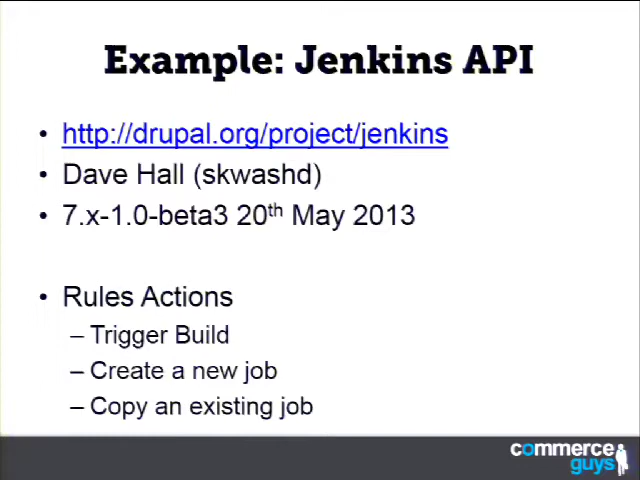 Example: Jenkins API
• http://drupal.org/project/jenkins
• Dave Hall (skwashd)
• 7.x-1.0-beta3 20th May 2013
• Rules Actions
– Trigger Build
– Create a new job
– Copy an existing job
commerce
guys